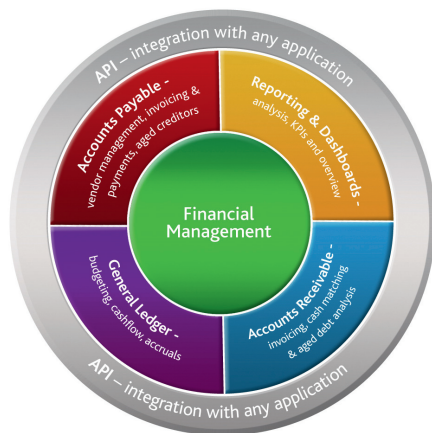 API – integration with any application
Accounts Payable -
vendor management, invoicing &
payments, aged creditors
Reporting & Dashboards -
analysis, KPIs and overview
Financial
Management
General Ledger -
budgeting, cashflow, accruals
Accounts Receivable -
invoicing, cash matching
& aged debt analysis
API – integration with any application